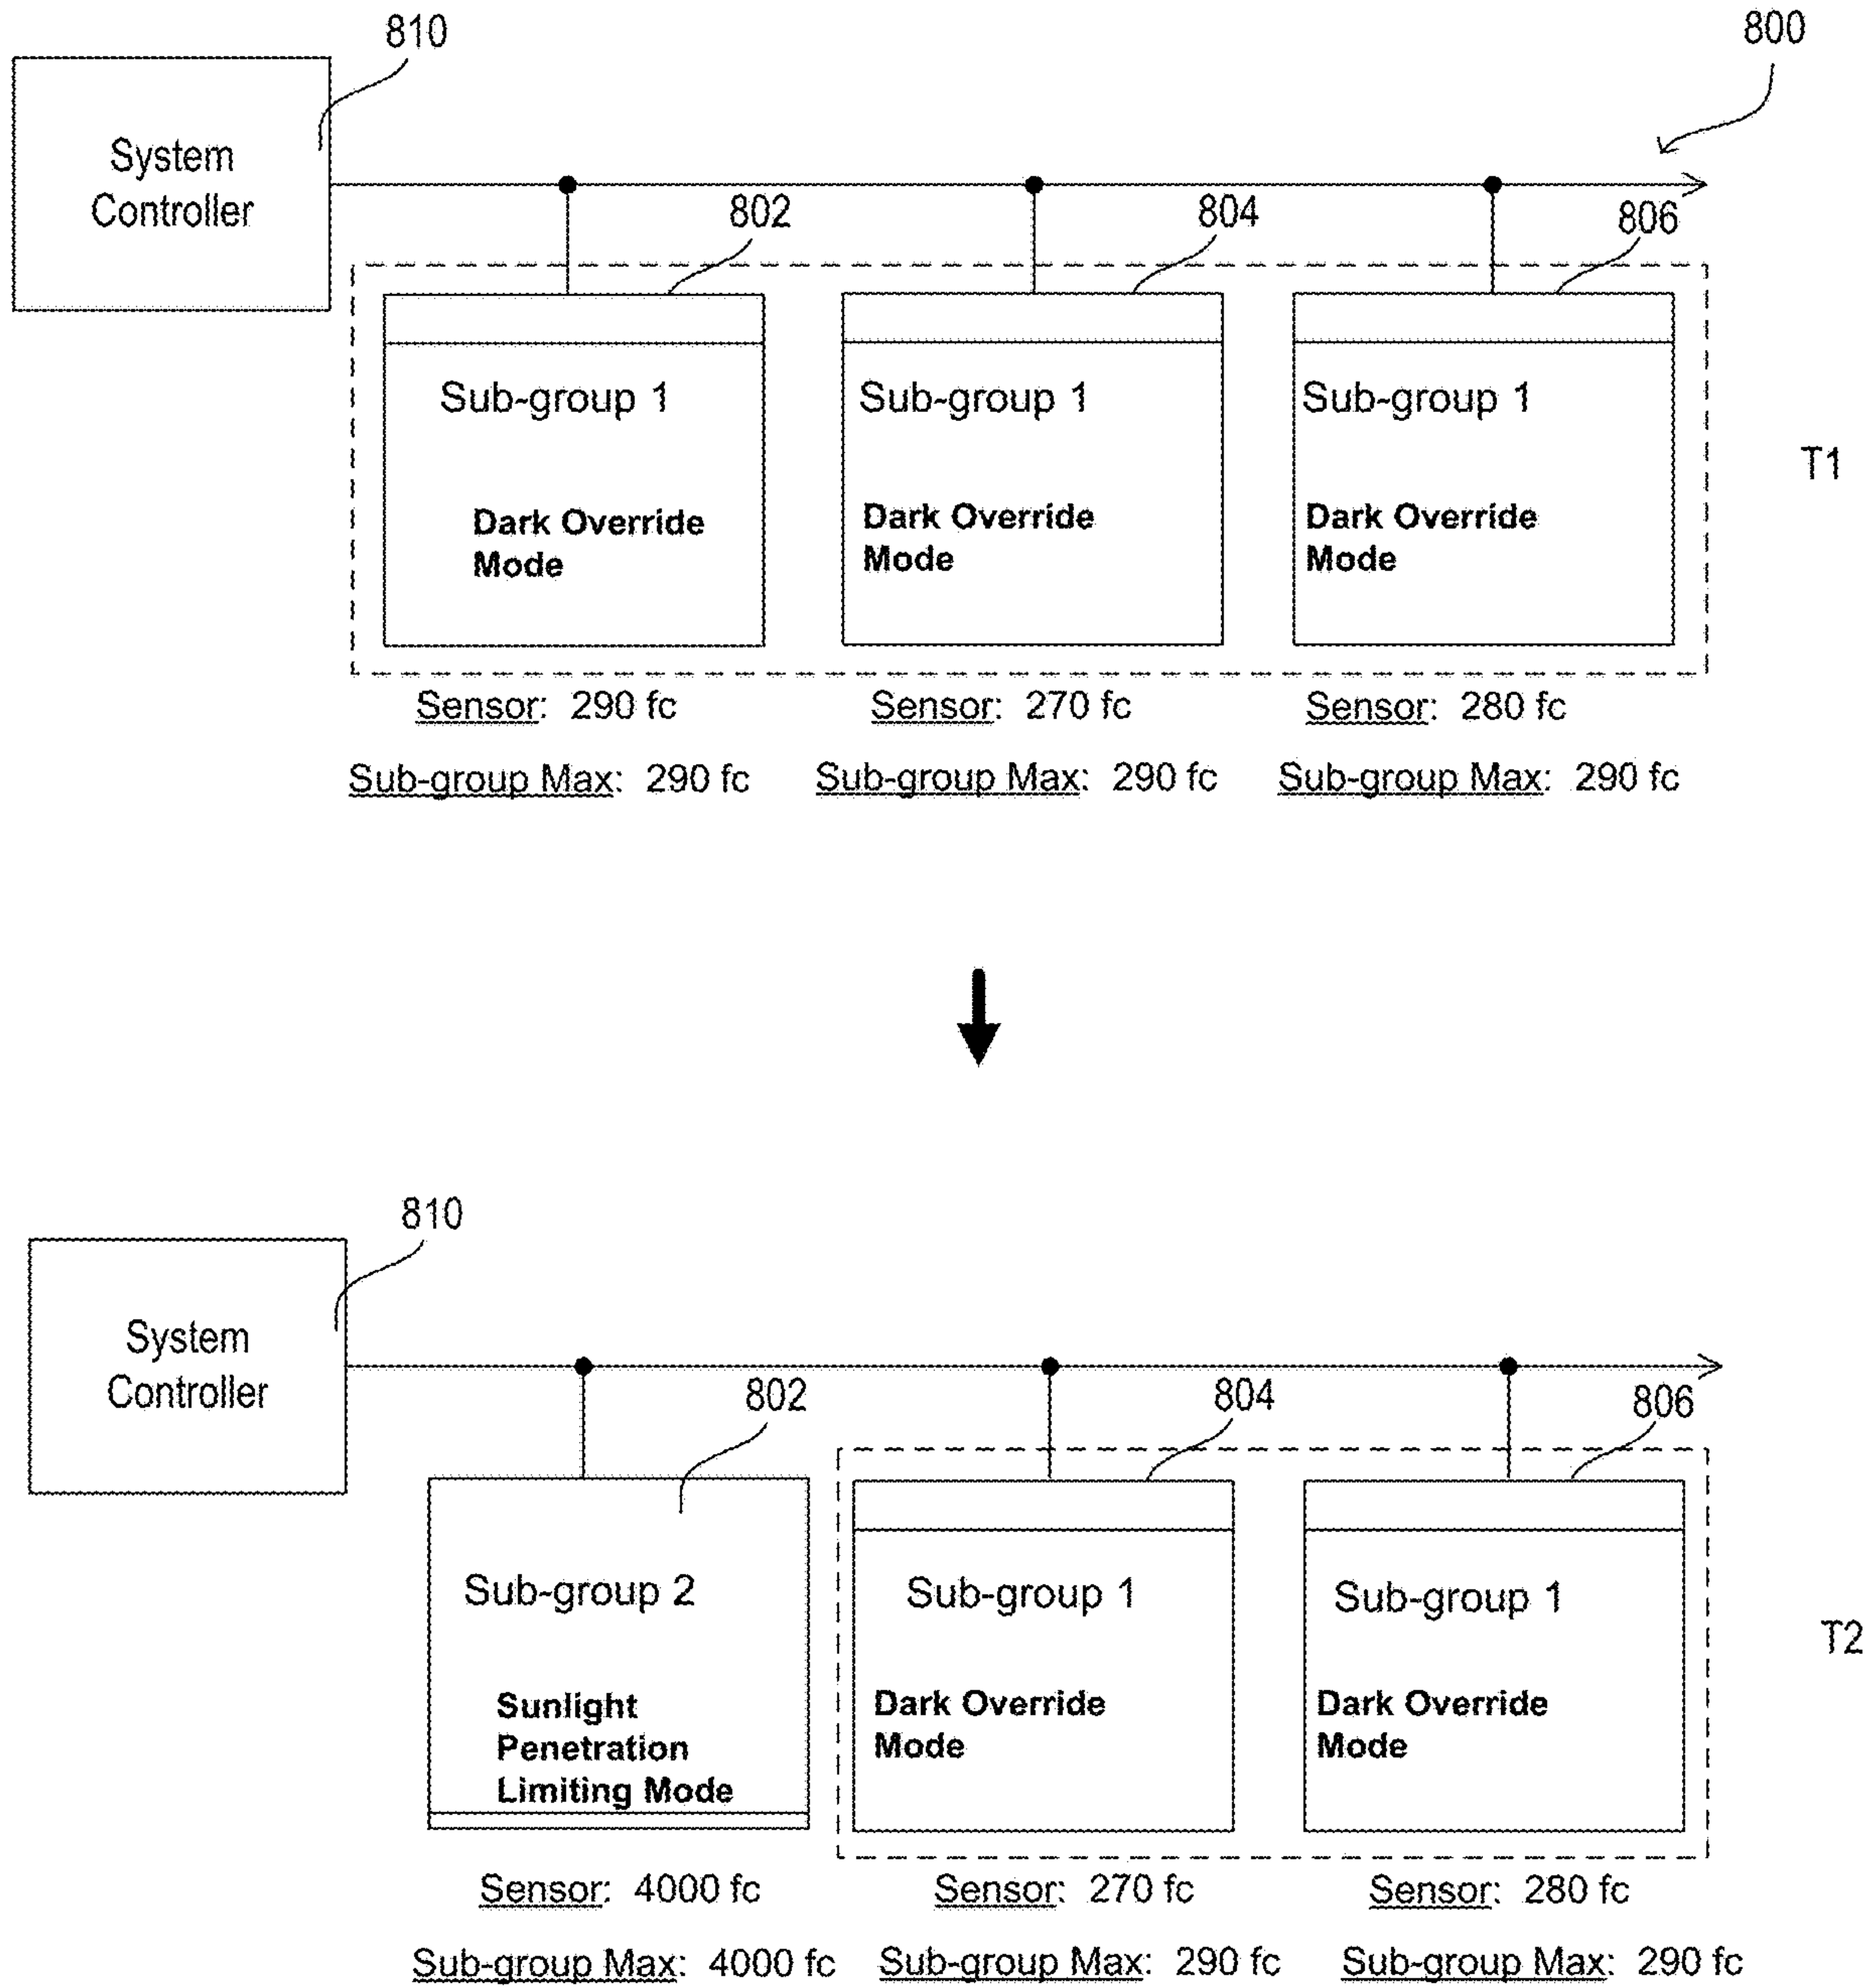 810
800
System
Controller
802
804
806
Sub-group 1
Sub-group 1
Sub-group 1
Dark Override
Mode
Dark Override
Mode
Dark Override
Mode
T1
Sensor: 290 fc
Sensor: 270 fc
Sensor: 280 fc
Sub-group Max: 290 fc
Sub-group Max: 290 fc
Sub-group Max: 290 fc
810
System
Controller
802
804
806
Sub-group 2
Sub-group 1
Sub-group 1
Sunlight
Penetration
Limiting Mode
Dark Override
Mode
Dark Override
Mode
T2
Sensor: 4000 fc
Sensor: 270 fc
Sensor: 280 fc
Sub-group Max: 4000 fc
Sub-group Max: 290 fc
Sub-group Max: 290 fc